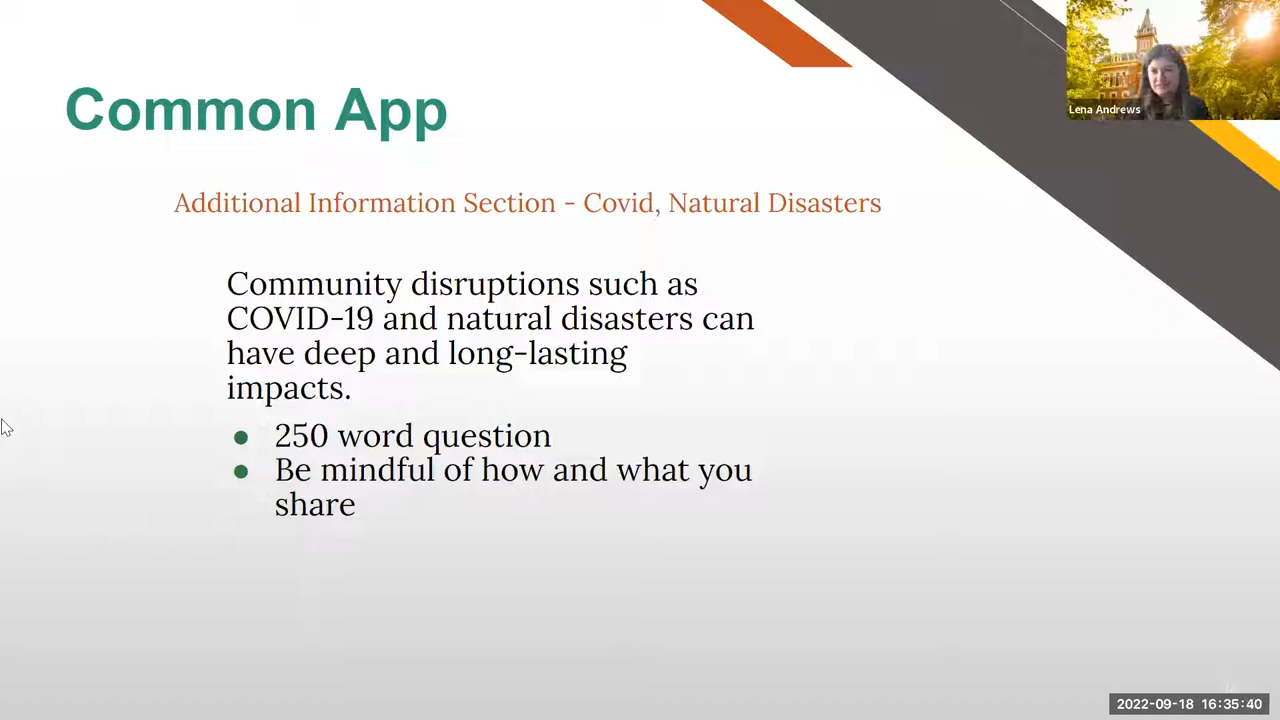 Common App
Lena Andrews
Additional Information Section - Covid, Natural Disasters
Community disruptions such as
COVID-19 and natural disasters can
have deep and long-lasting
impacts.
● 250 word question
● Be mindful of how and what you
share
2022-09-18 16:35:40